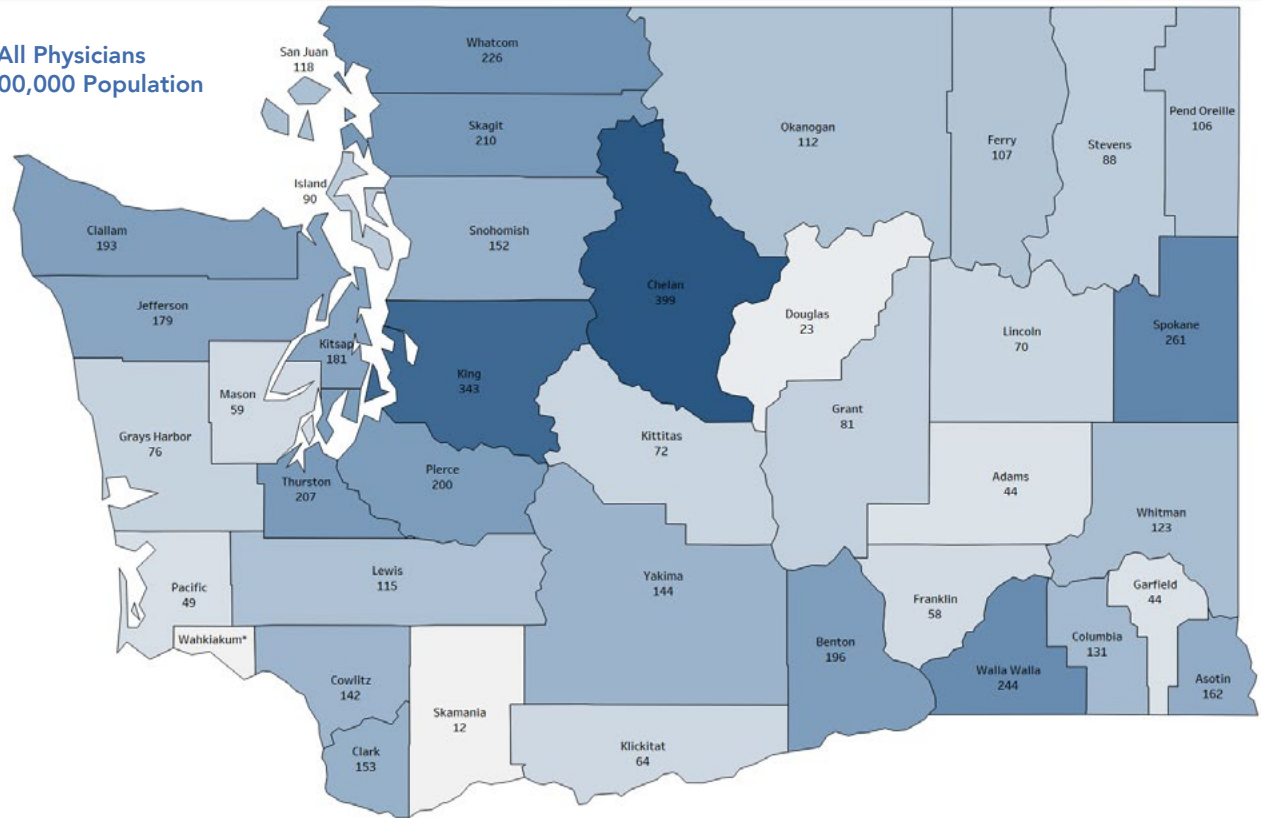 All Physicians
00,000 Population
San Juan
118
Whatcom
226
Skagit
210
Okanogan
112
Ferry
107
Stevens
88
Pend Oreille
106
Island
90
Clallam
193
Snohomish
152
Chelan
399
Jefferson
179
Douglas
23
Lincoln
70
Spokane
261
Kitsap
181
King
343
Mason
59
Grant
81
Grays Harbor
76
Kittitas
72
Pierce
200
Thurston
207
Adams
44
Whitman
123
Lewis
115
Yakima
144
Pacific
49
Franklin
58
Garfield
44
Wahkiakum*
Benton
196
Columbia
131
Walla Walla
244
Asotin
162
Cowlitz
142
Skamania
12
Klickitat
64
Clark
153